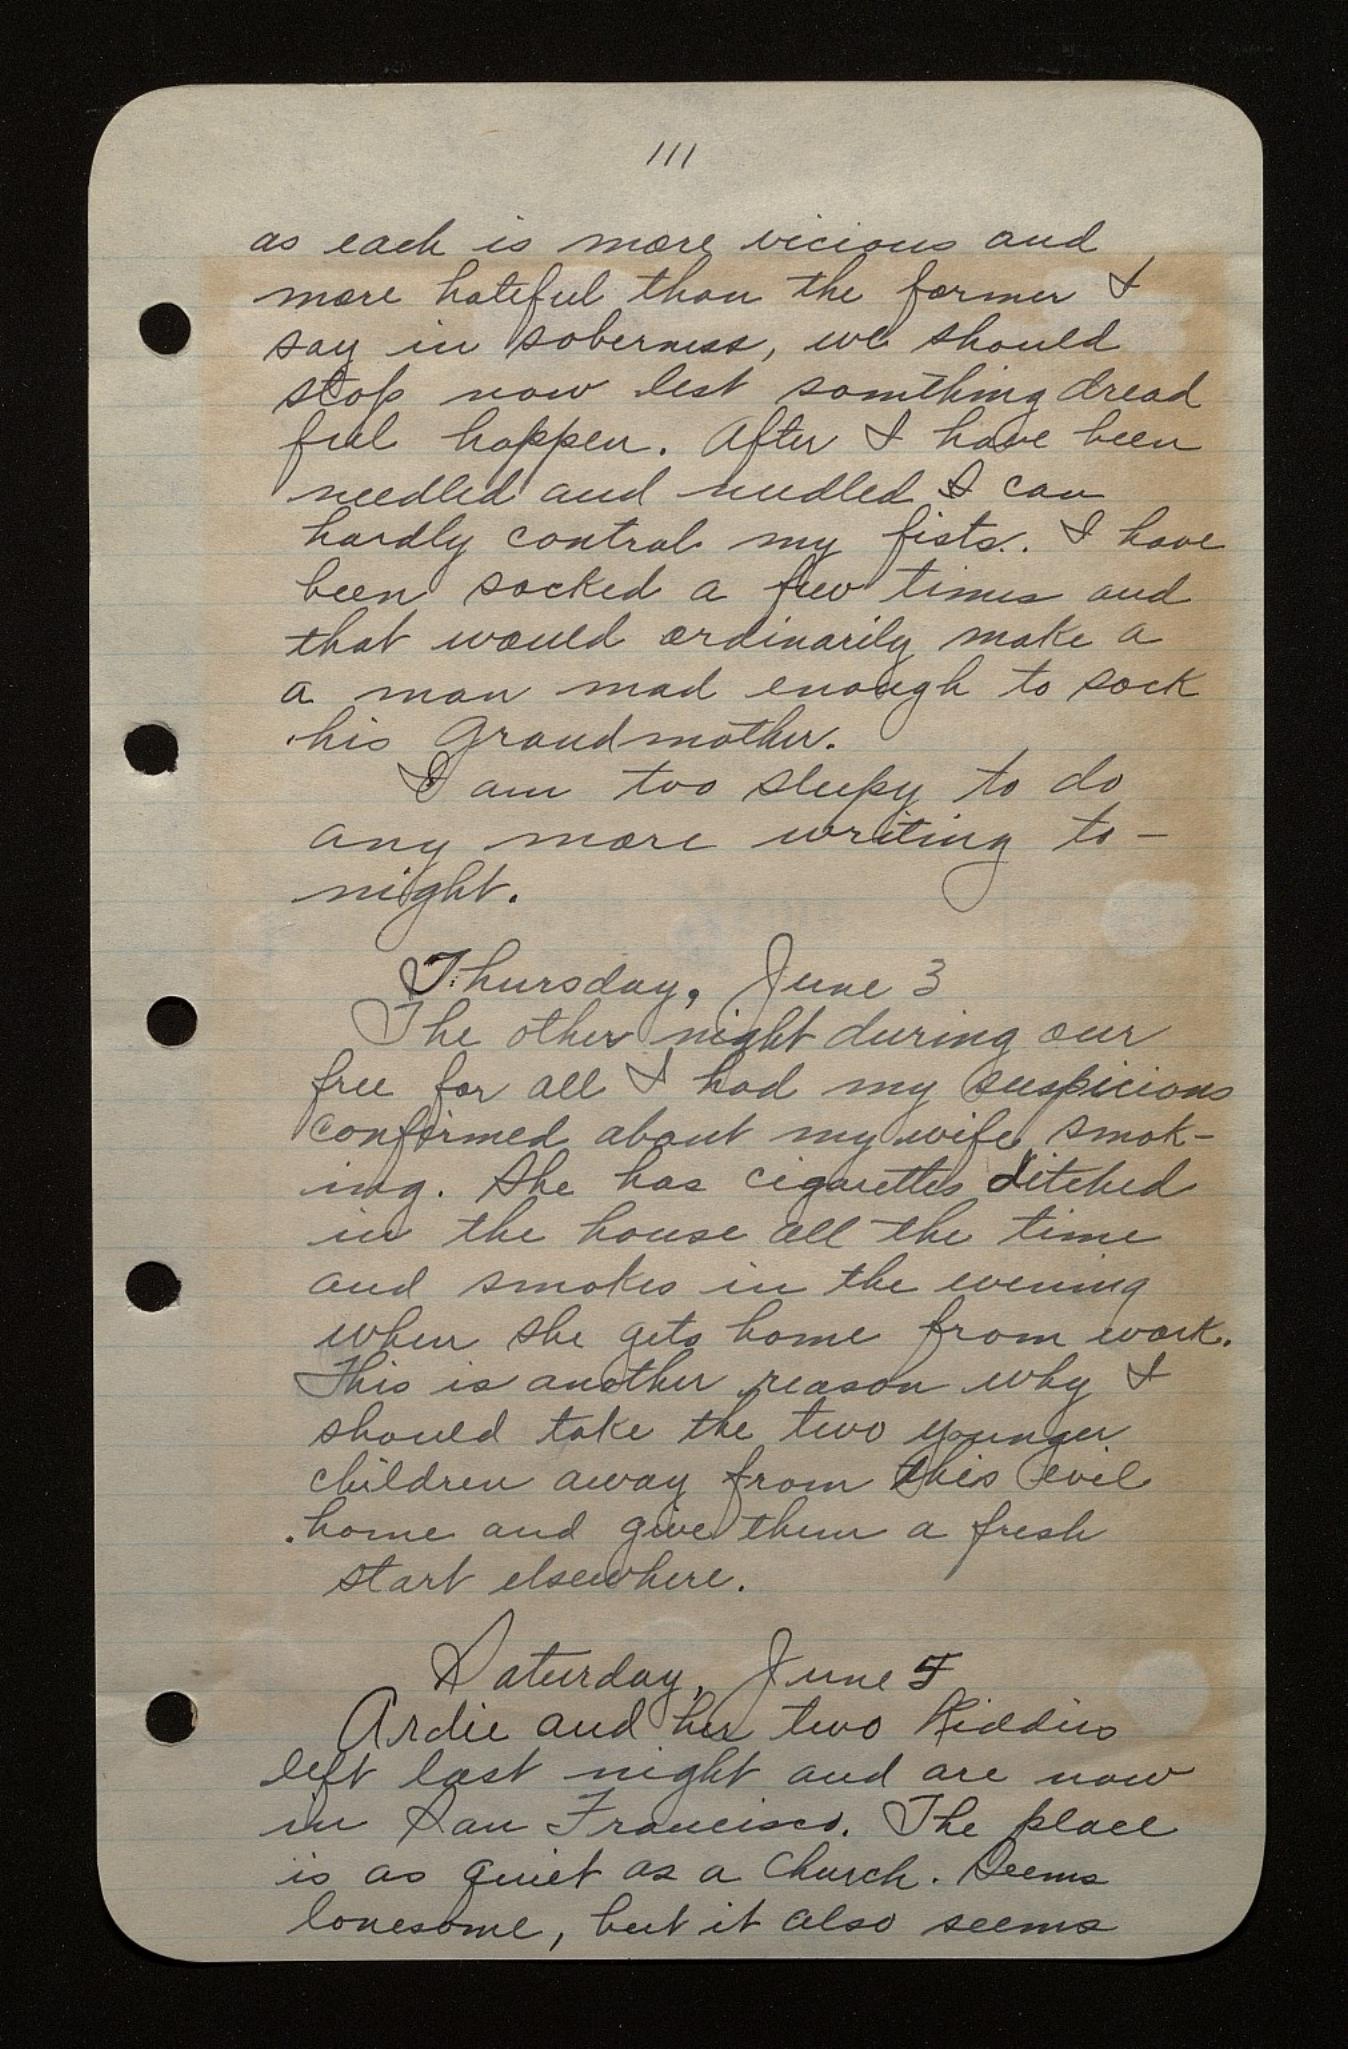 111
as each is more vicious and
more hateful than the former I
say in soberness, we should
stop now lest something dread
ful happen. After I have been
needled and needled I can
hardly control my fists. I have
been socked a few times and
that would ordinarily make a
a man mad enough to sock
his Grandmother.
I am too sleepy to do
any more writing to-
night.
Thursday, June 3
The other night during our
free for all I had my suspicions
confirmed about my wife smok-
ing. She has cigarettes ditched
in the house all the time
and smokes in the evening
when she gets home from work.
This is another reason why I
should take the two younger
children away from this evil
home and give them a fresh
start elsewhere.
Saturday, June 5
Ardie and her two Kiddies
left last night and are now
in San Francisco. The place
is as quiet as a Church. Seems
lonesome, but it also seems